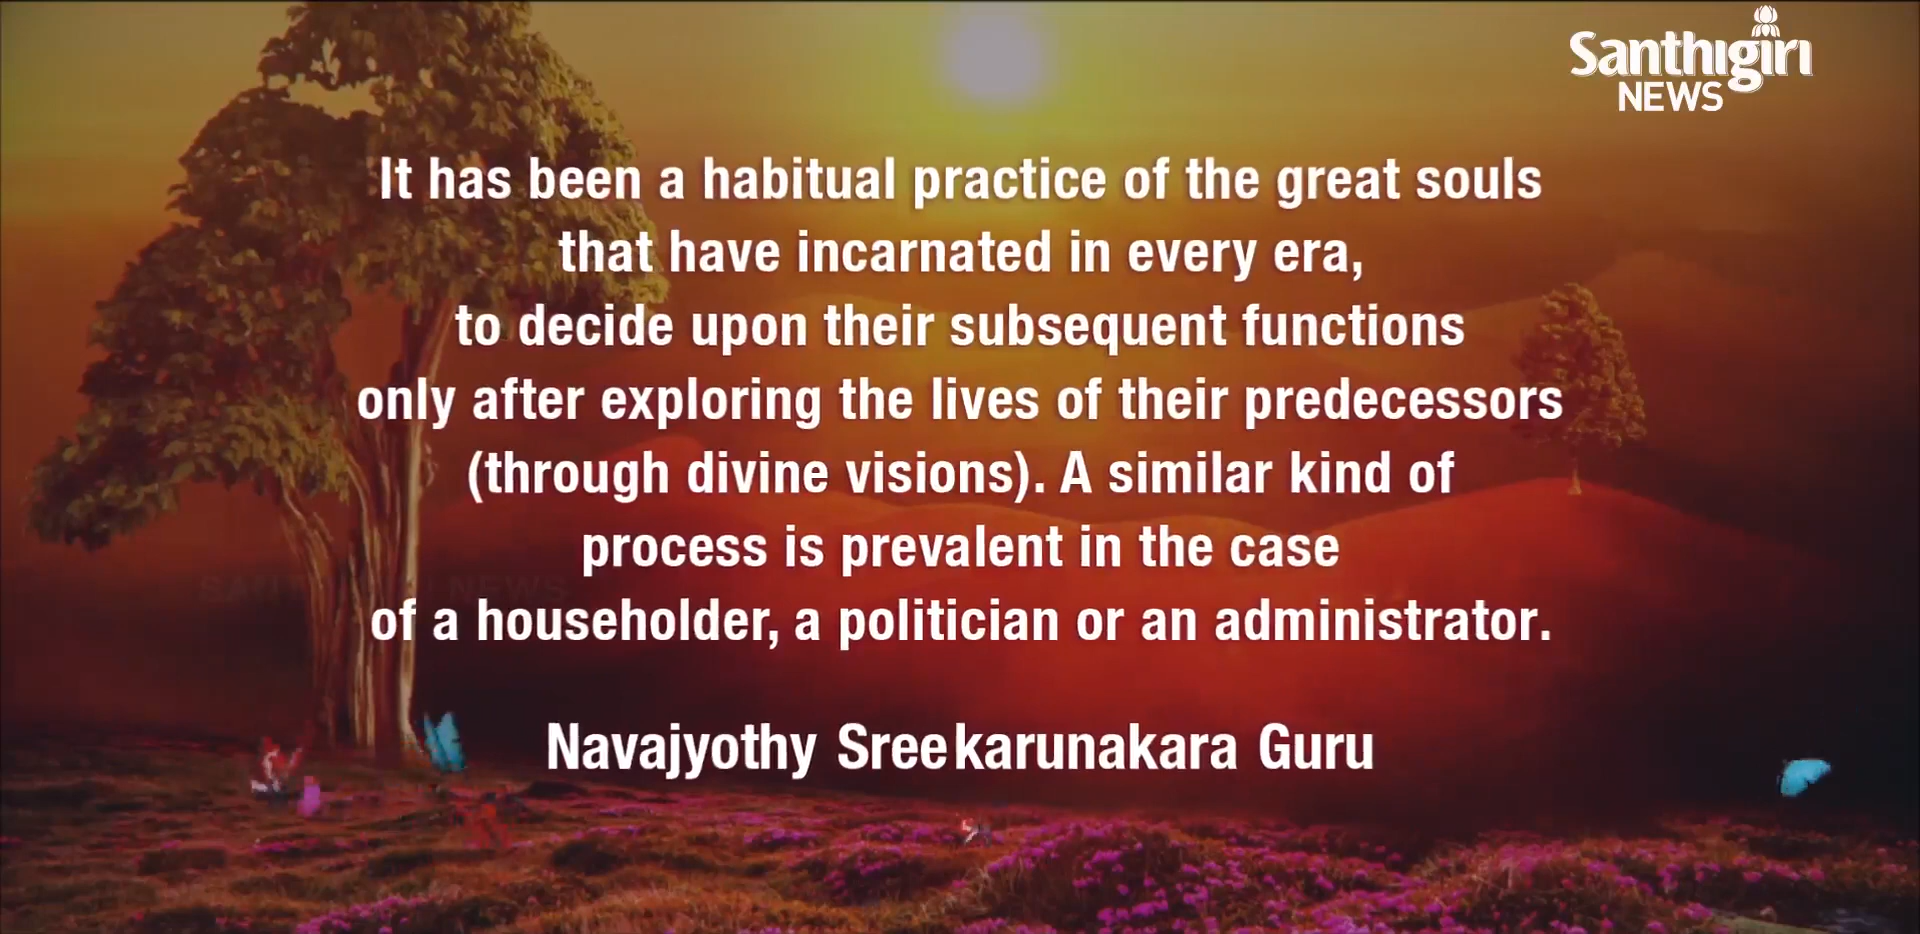 Santhigiri
NEWS
It has been a habitual practice of the great souls
that have incarnated in every era,
to decide upon their subsequent functions
only after exploring the lives of their predecessors
(through divine visions). A similar kind of
process is prevalent in the case
of a householder, a politician or an administrator.
Navajyothy Sreekarunakara Guru
SANTHIGIRI NEWS